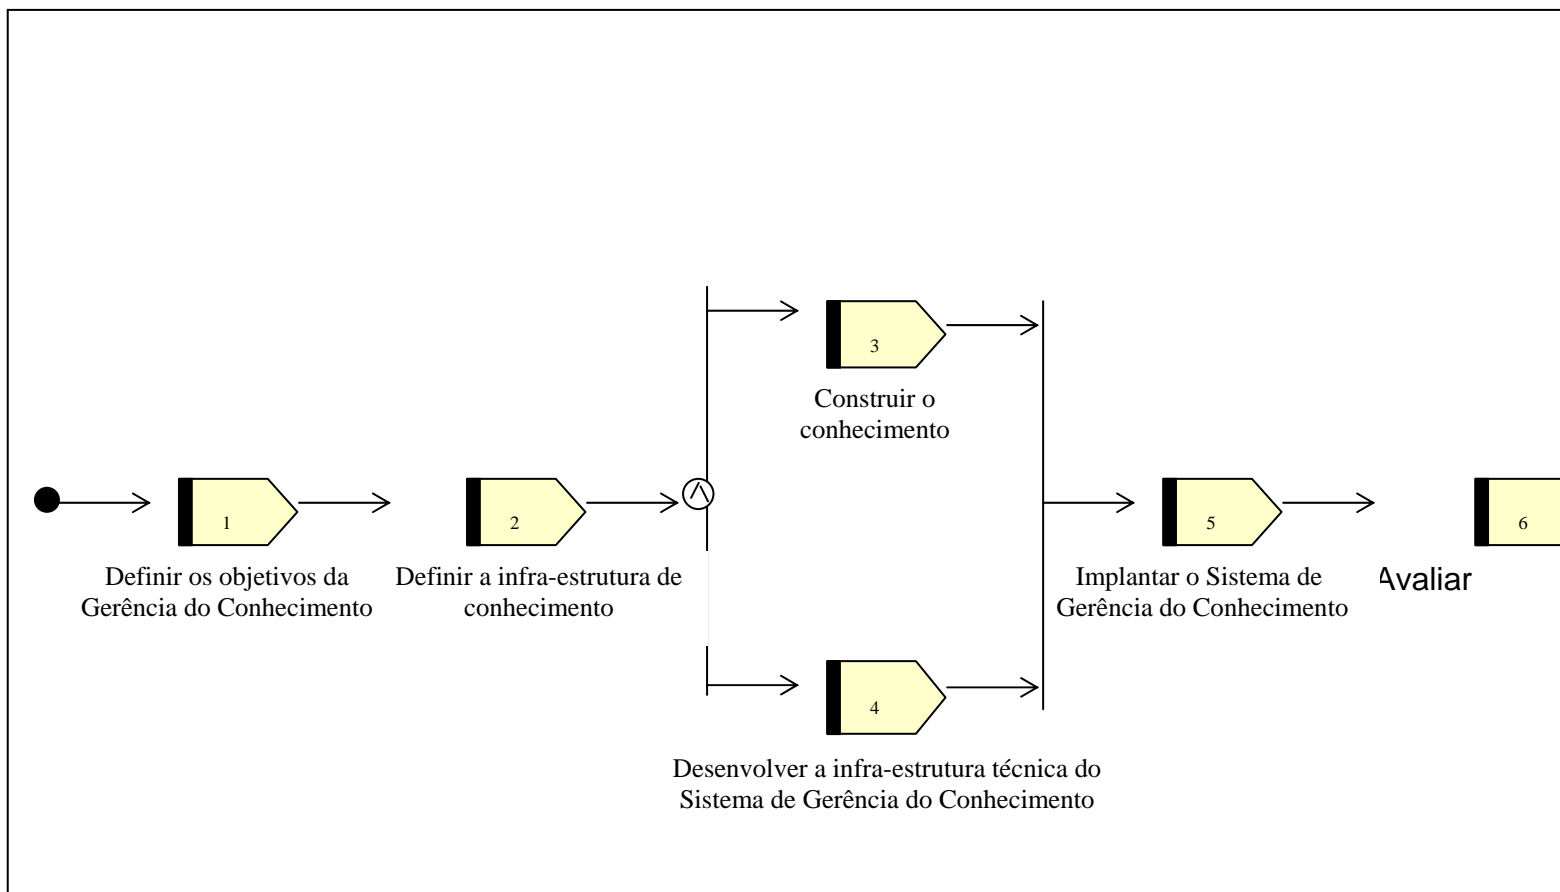 3
Construir o
conhecimento
1
Definir os objetivos da
Gerência do Conhecimento
2
Definir a infra-estrutura de
conhecimento
5
Implantar o Sistema de
Gerência do Conhecimento
6
Avaliar
4
Desenvolver a infra-estrutura técnica do
Sistema de Gerência do Conhecimento